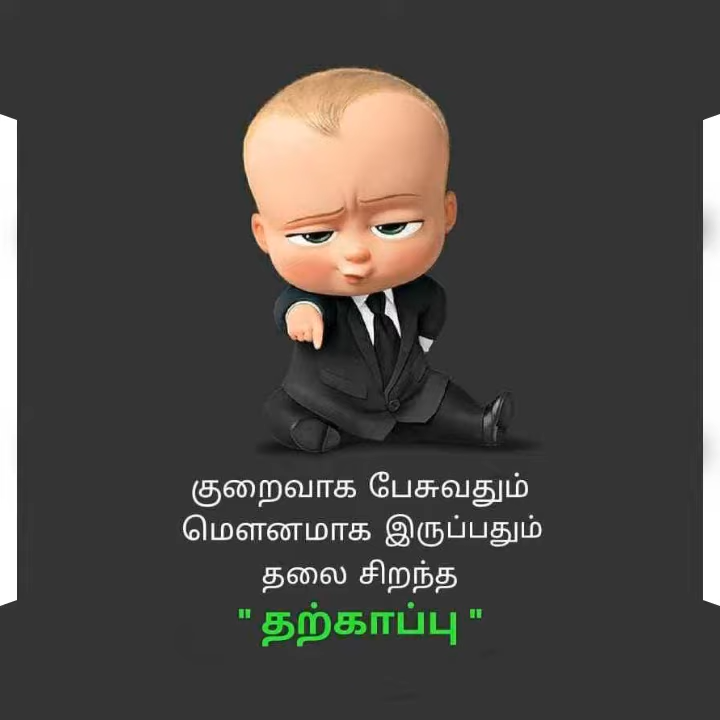 குறைவாக பேசுவதும்
மௌனமாக இருப்பதும்
தலை சிறந்த
" தற்காப்பு "